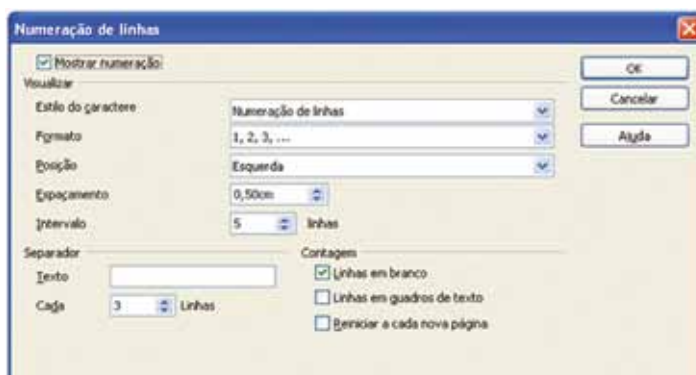 Numeração de linhas
Mostrar numeração
OK
Visualizar
Cancelar
Estilo do caractere Numeração de linhas
Formato 1, 2, 3, ...
Ajuda
Posição Esquerda
Espaçamento 0,50cm
Intervalo 5 linhas
Separador
Texto
Cada 3 Linhas
Contagem
Linhas em branco
Linhas em quadros de texto
Reiniciar a cada nova página